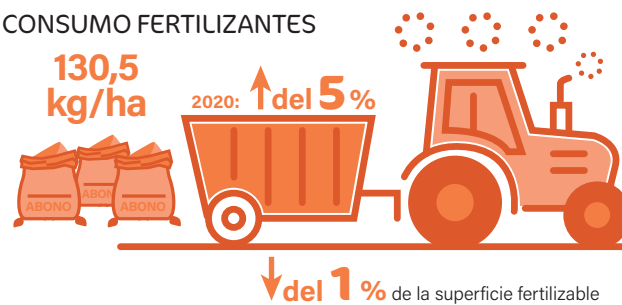 CONSUMO FERTILIZANTES
130,5
kg/ha
2020: del 5 %
ABONO
ABONO
ABONO
del 1 % de la superficie fertilizable